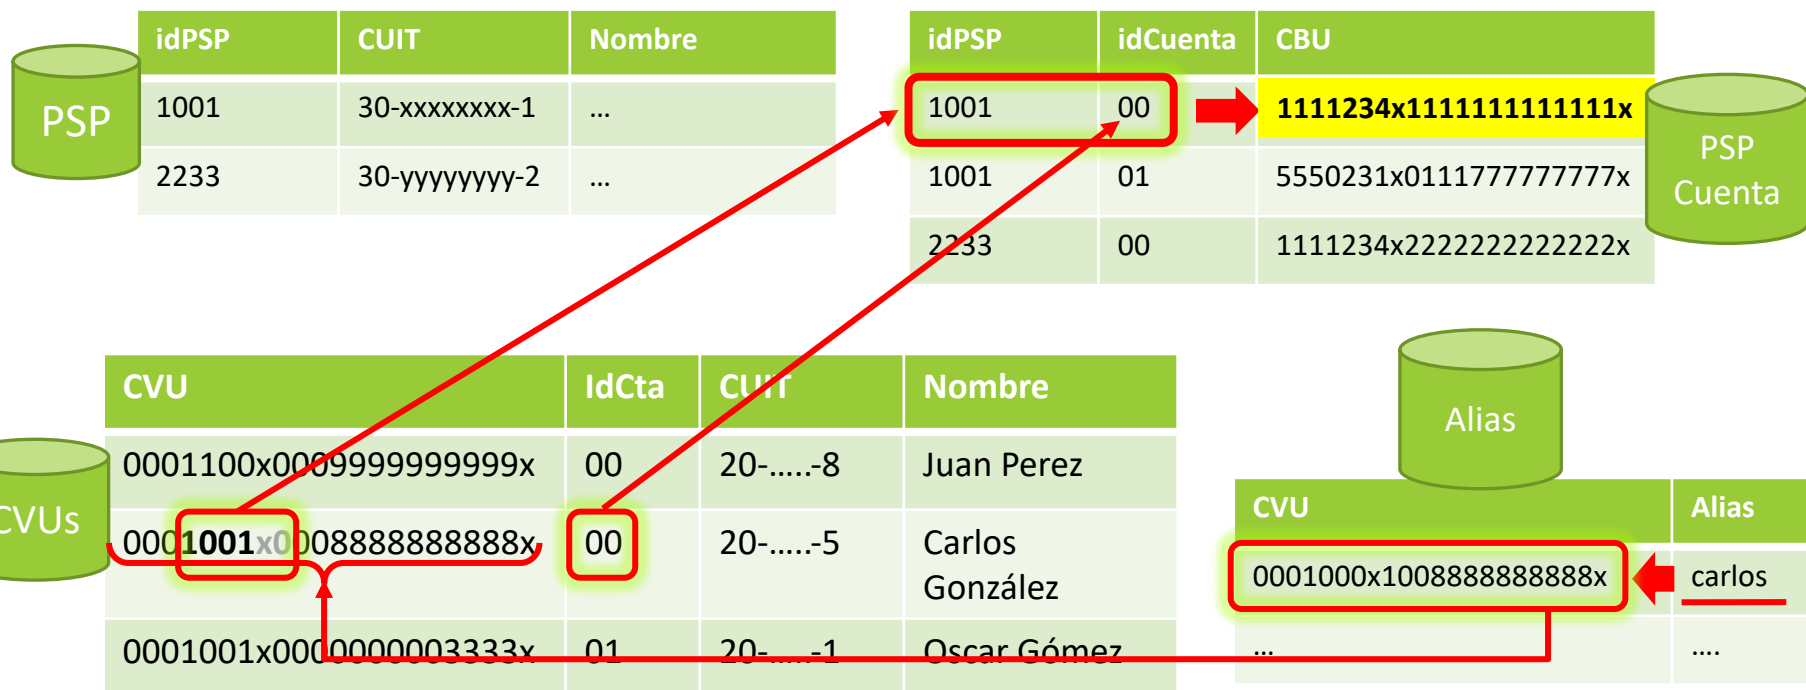 PSP
idPSP CUIT Nombre
1001 30-xxxxxxxx-1 ...
2233 30-yyyyyyyy-2 ...
idPSP idCuenta CBU
1001 00 1111234x1111111111111x
1001 01 5550231x0111777777777x
2233 00 1111234x2222222222222x
PSP
Cuenta
CVUs
CVU IdCta CUIT Nombre
0001100x0009999999999x 00 20-.....-8 Juan Perez
0001001x0008888888888x 00 20-.....-5 Carlos
González
0001001x0000000003333x 01 20-.....-1 Oscar Gómez
Alias
CVU Alias
0001000x1008888888888x carlos
... ....